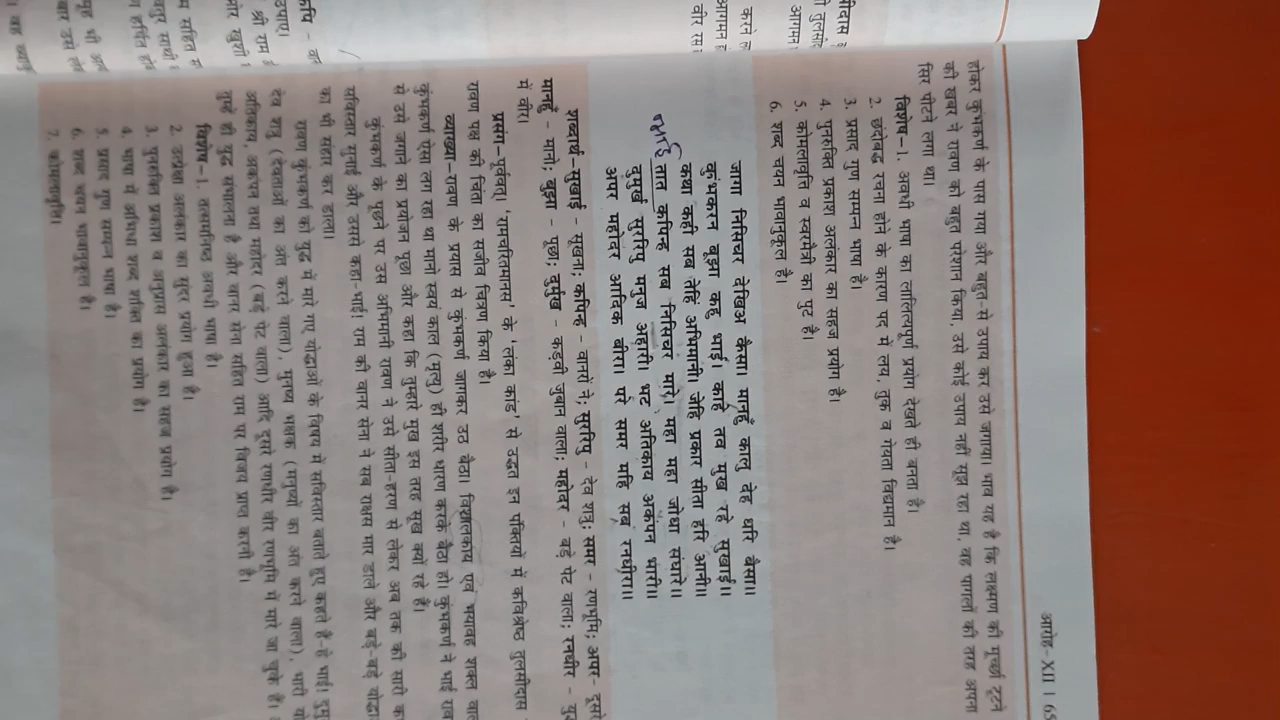 आरोह-XII | 65
होकर कुंभकर्ण के पास गया और बहुत-से उपाय कर उसे जगाया। भाव यह है कि लक्ष्मण की मूर्च्छा टूटने
की खबर ने रावण को बहुत परेशान किया, उसे कोई उपाय नहीं सूझ रहा था, वह पागलों की तरह अपना
सिर पीटने लगा था।
विशेष–1. अवधी भाषा का लालित्यपूर्ण प्रयोग देखते ही बनता है।
2. छंदोबद्ध रचना होने के कारण पद में लय, तुक व गेयता विद्यमान है।
3. प्रसाद गुण सम्पन्न भाषा है।
4. पुनरुक्ति प्रकाश अलंकार का सहज प्रयोग है।
5. कोमलावृत्ति व स्वरमैत्री का पुट है।
6. शब्द चयन भावानुकूल है।
जागा निसिचर देखिअ कैसा। मानहुँ कालु देह धरि बैसा॥
कुंभकरन बूझा कहु भाई। काहे तव मुख रहे सुखाई॥
कथा कही सब तेहिं अभिमानी। जेहि प्रकार सीता हरि आनी॥
तात कपिन्ह सब निसिचर मारे। महा महा जोधा संघारे॥
दुर्मुख सुररिपु मनुज अहारी। भट अतिकाय अकंपन भारी॥
अपर महोदर आदिक बीरा। परे समर महि सब रनधीरा॥
शब्दार्थ–सुखाई - सूखना; कपिन्ह - वानरों ने; सुररिपु - देव शत्रु; समर - रणभूमि; अपर- दूसरे
मानहुँ - मानो; बूझा - पूछा; दुर्मुख - कड़वी जुबान वाला; महोदर - बड़े पेट वाला; रनधीर -
में वीर।
प्रसंग–पूर्ववत्। 'रामचरितमानस' के 'लंका कांड' से उद्धृत इन पंक्तियों में कविश्रेष्ठ तुलसीदास
रावण पक्ष की चिंता का सजीव चित्रण किया है।
व्याख्या–रावण के प्रयास से कुंभकर्ण जागकर उठ बैठा। विशालकाय एवं भयावह शक्ल
कुंभकर्ण ऐसा लग रहा था मानो स्वयं काल (मृत्यु) ही शरीर धारण करके बैठा हो। कुंभकर्ण ने भाई
से उसे जगाने का प्रयोजन पूछा और कहा कि तुम्हारे मुख इस तरह सूख क्यों रहे हैं।
कुंभकर्ण के पूछने पर उस अभिमानी रावण ने उसे सीता-हरण से लेकर अब तक की सारी
सविस्तार सुनाई और उससे कहा-भाई! राम की वानर सेना ने सब राक्षस मार डाले और बड़े-बड़े
का भी संहार कर डाला।
रावण कुंभकर्ण को युद्ध में मारे गए योद्धाओं के विषय में सविस्तार बताते हुए कहते हैं-हे भाई!
देव शत्रु (देवताओं का अंत करने वाला), मनुष्य भक्षक (मनुष्यों का अंत करने वाला), भारी
अतिकाय, अकंपन तथा महोदर (बड़े पेट वाला) आदि दूसरे रणधीर वीर रणभूमि में मारे जा चुके हैं।
तुम्हें ही युद्ध संभालना है और वानर सेना सहित राम पर विजय प्राप्त करनी है।
विशेष–1. तत्समनिष्ठ अवधी भाषा है।
2. उत्प्रेक्षा अलंकार का सुंदर प्रयोग हुआ है।
3. पुनरुक्ति प्रकाश व अनुप्रास अलंकार का सहज प्रयोग है।
4. भाषा में अभिधा शब्द शक्ति का प्रयोग है।
5. प्रसाद गुण सम्पन्न भाषा है।
6. शब्द चयन भावानुकूल है।
7. कोमलावृत्ति।